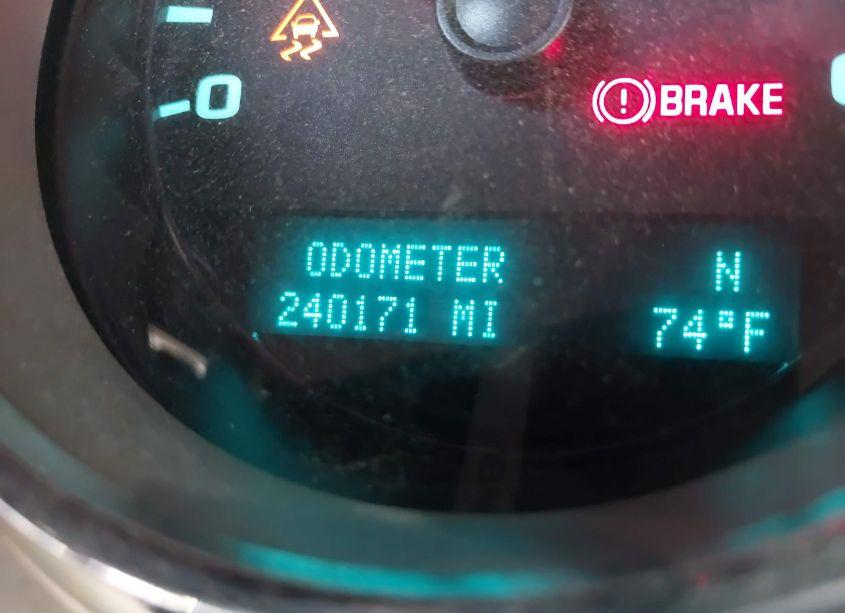 0
BRAKE
ODOMETER
N
240171 MI
74°F